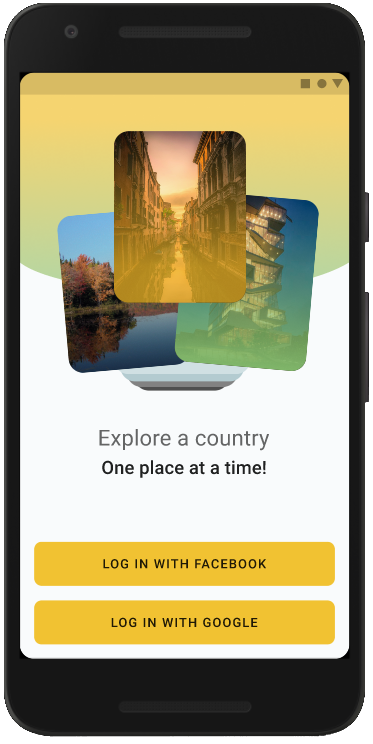 Explore a country
One place at a time!
LOG IN WITH FACEBOOK
LOG IN WITH GOOGLE